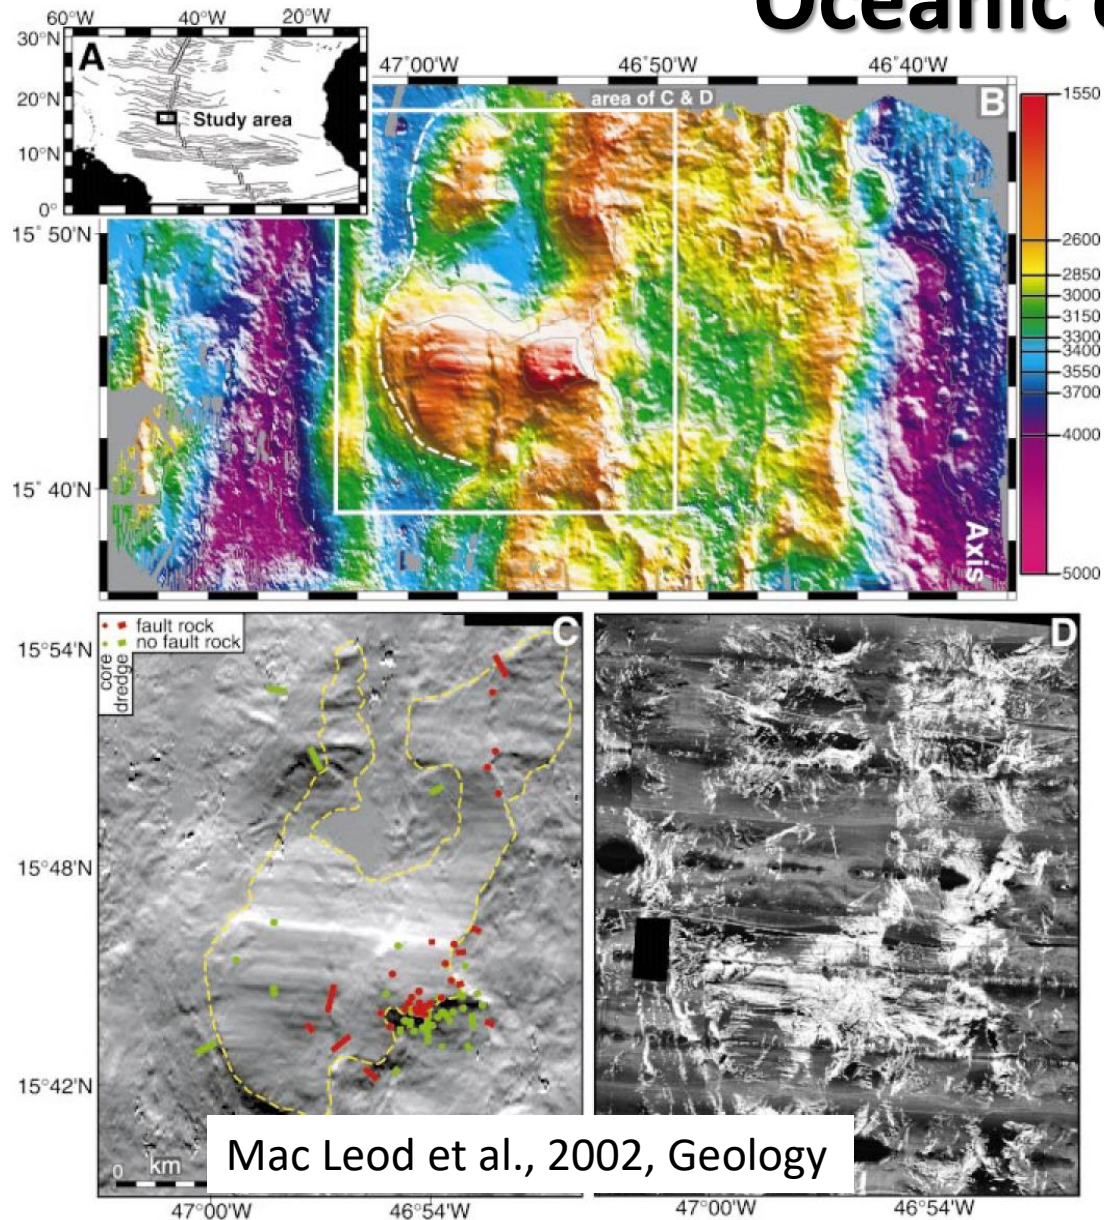 Oceanic
60°W 40°W 20°W
30°N
20°N
10°N
0°
A
Study area
47°00'W 46°50'W 46°40'W
area of C & D
B
15° 50'N
15° 40'N
Axis
1550
2600
2850
3000
3150
3300
3400
3550
3700
4000
5000
fault rock
no fault rock
core
dredge
C
D
15°54'N
15°48'N
15°42'N
0 km
Mac Leod et al., 2002, Geology
47°00'W 46°54'W 47°00'W 46°54'W